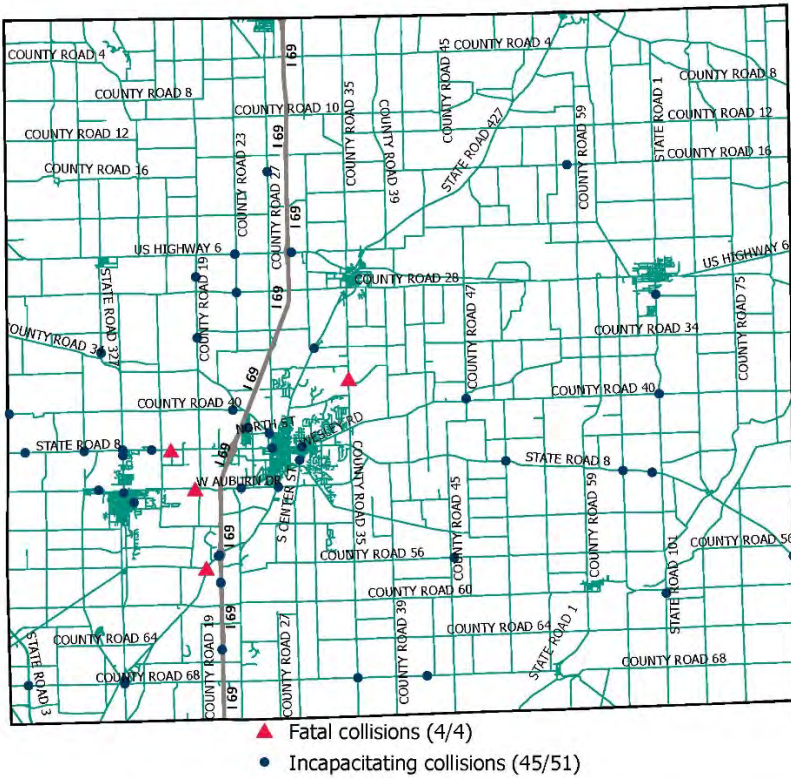 I 69
COUNTY ROAD 45
COUNTY ROAD 4
COUNTY ROAD 4
COUNTY ROAD 8
COUNTY ROAD 8
STATE ROAD 1
COUNTY ROAD 35
COUNTY ROAD 10
COUNTY ROAD 59
COUNTY ROAD 12
COUNTY ROAD 12
I 69
COUNTY ROAD 23
COUNTY ROAD 27
COUNTY ROAD 39
STATE ROAD 427
COUNTY ROAD 16
COUNTY ROAD 16
I 69
US HIGHWAY 6
US HIGHWAY 6
COUNTY ROAD 19
STATE ROAD 327
I 69
COUNTY ROAD 28
COUNTY ROAD 47
COUNTY ROAD 75
COUNTY ROAD 34
COUNTY ROAD 3
I 69
COUNTY ROAD 40
COUNTY ROAD 40
NORTH ST
WESLEY RD
STATE ROAD 8
I 69
COUNTY ROAD 35
STATE ROAD 8
W AUBURN DR
S CENTER ST
COUNTY ROAD 45
COUNTY ROAD 59
I 69
COUNTY ROAD 56
COUNTY ROAD 56
STATE ROAD 101
COUNTY ROAD 60
I 69
COUNTY ROAD 39
COUNTY ROAD 64
COUNTY ROAD 64
STATE ROAD 1
STATE ROAD 3
COUNTY ROAD 19
COUNTY ROAD 27
COUNTY ROAD 68
COUNTY ROAD 68
I 69
Fatal collisions (4/4)
Incapacitating collisions (45/51)